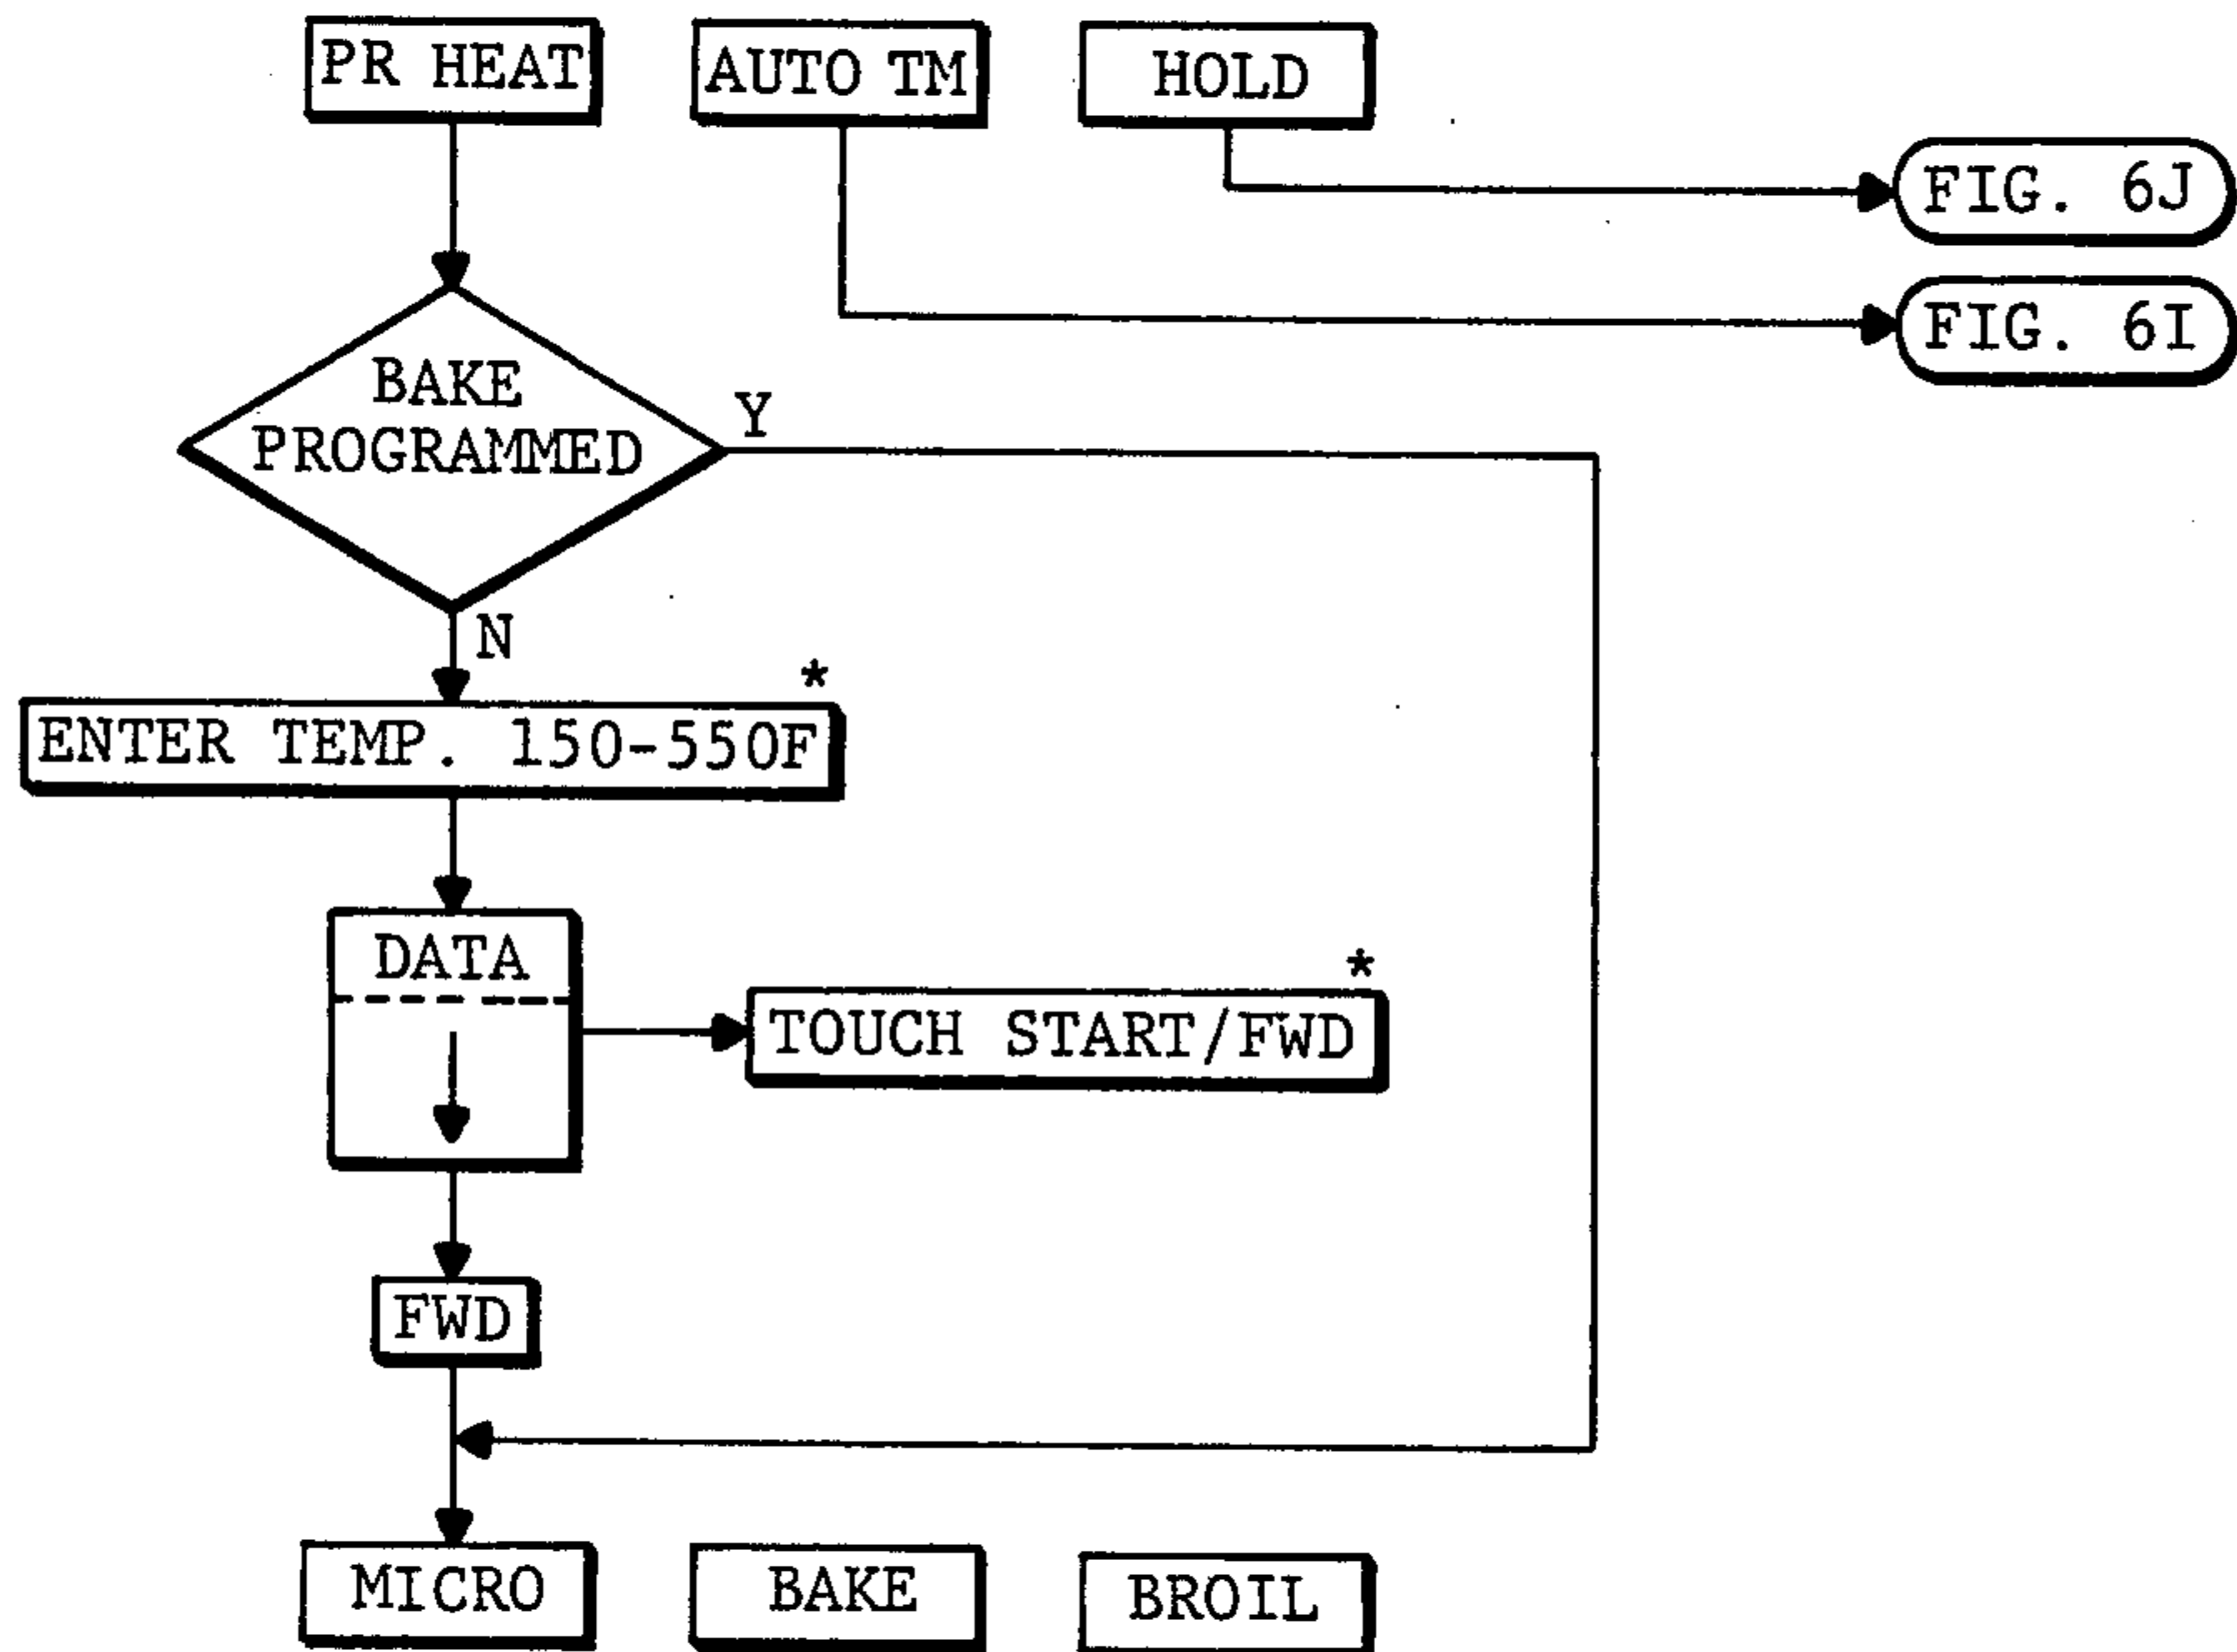 PR HEAT
AUTO TM
HOLD
FIG. 6J
FIG. 6I
BAKE
PROGRAMMED
Y
N
*
ENTER TEMP. 150-550F
DATA
*
TOUCH START/FWD
FWD
MICRO
BAKE
BROIL